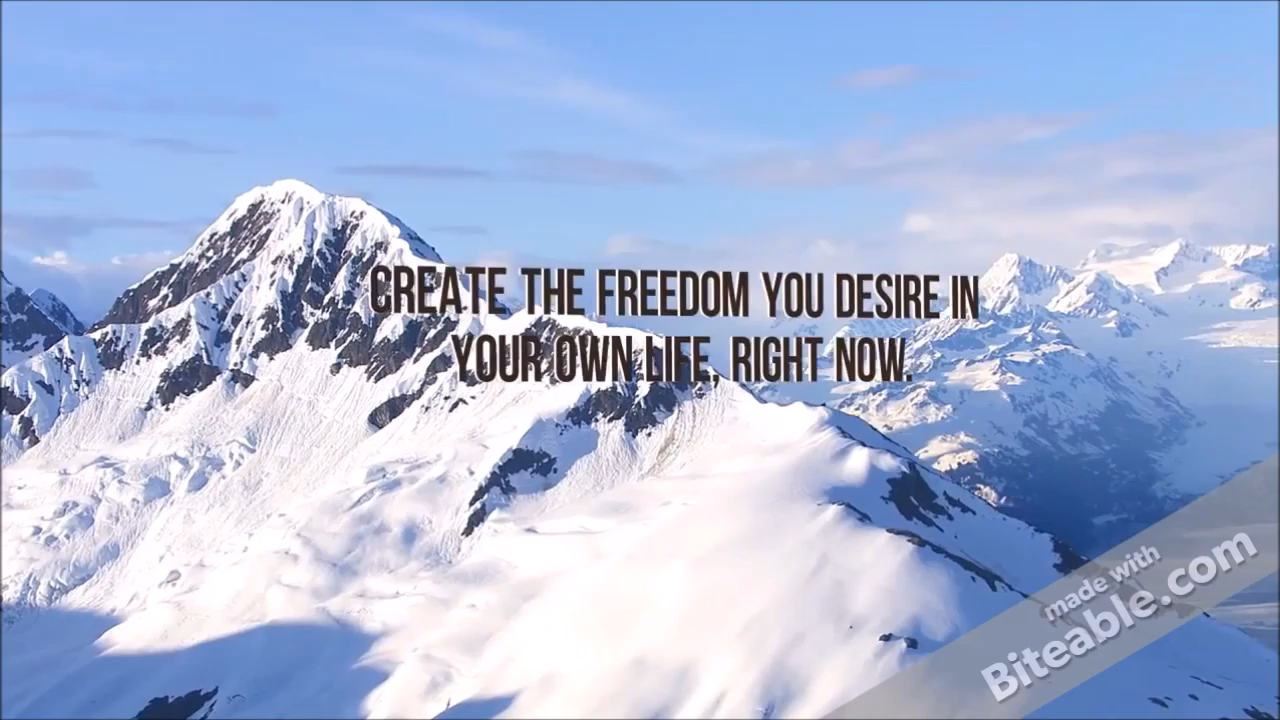 CREATE THE FREEDOM YOU DESIRE IN
YOUR OWN LIFE, RIGHT NOW.
made with
Biteable.com